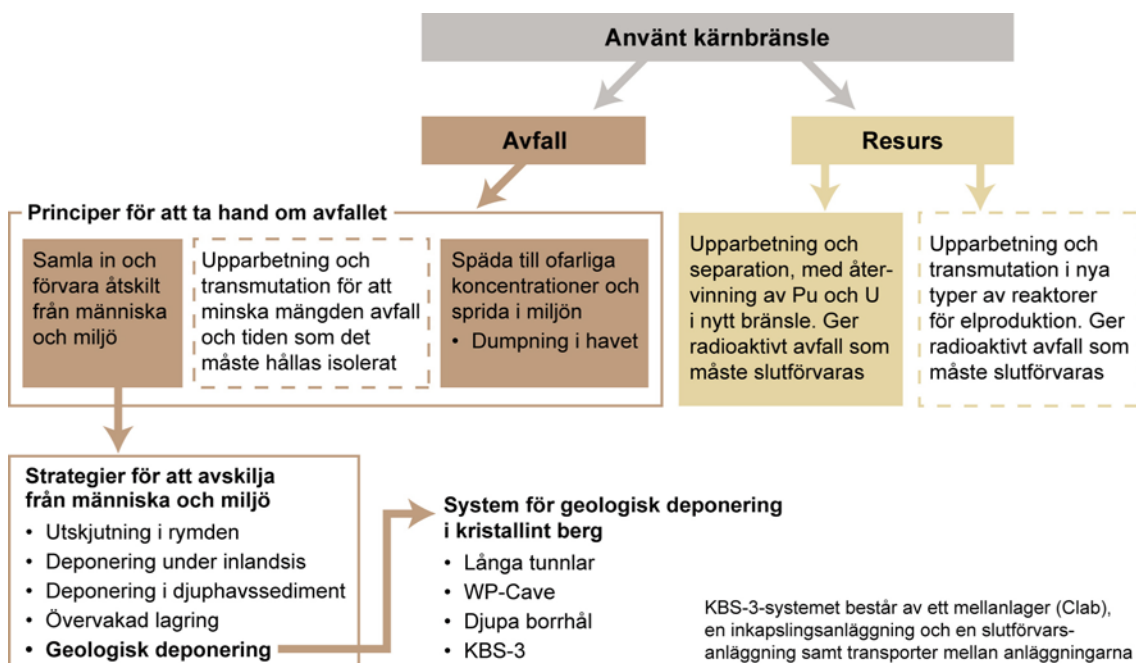 Använt kärnbränsle
Avfall
Resurs
Principer för att ta hand om avfallet
Samla in och
förvara åtskilt
från människa
och miljö
Upparbetning och
transmutation för att
minska mängden avfall
och tiden som det
måste hållas isolerat
Späda till ofarliga
koncentrationer och
sprida i miljön
• Dumpning i havet
Upparbetning och
separation, med åter-
vinning av Pu och U
i nytt bränsle. Ger
radioaktivt avfall som
måste slutförvaras
Upparbetning och
transmutation i nya
typer av reaktorer
för elproduktion. Ger
radioaktivt avfall som
måste slutförvaras
Strategier för att avskilja
från människa och miljö
• Utskjutning i rymden
• Deponering under inlandsis
• Deponering i djuphavssediment
• Övervakad lagring
• Geologisk deponering
System för geologisk deponering
i kristallint berg
• Långa tunnlar
• WP-Cave
• Djupa borrhål
• KBS-3
KBS-3-systemet består av ett mellanlager (Clab),
en inkapslingsanläggning och en slutförvars-
anläggning samt transporter mellan anläggningarna